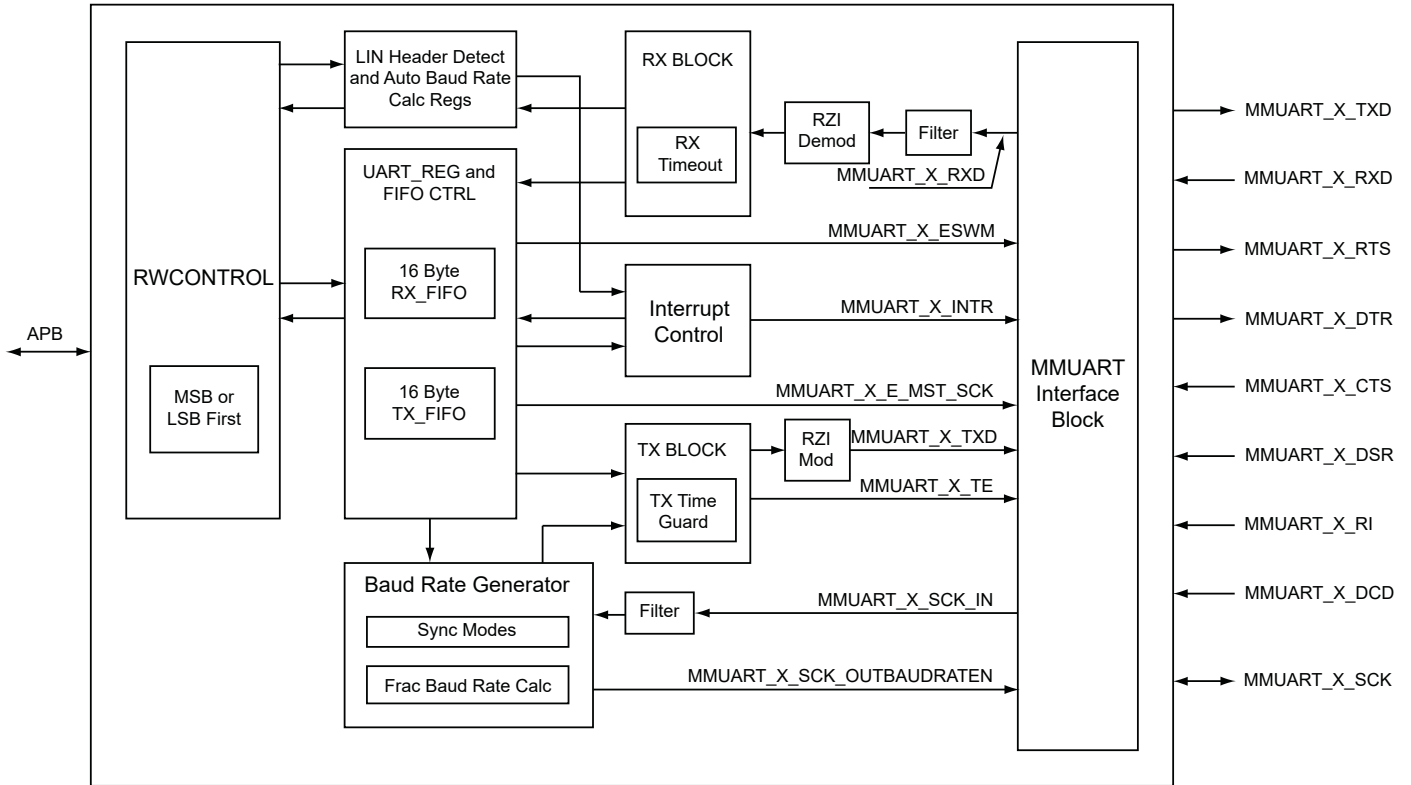 APB
RWCONTROL
MSB or
LSB First
LIN Header Detect
and Auto Baud Rate
Calc Regs
UART_REG and
FIFO CTRL
16 Byte
RX_FIFO
16 Byte
TX_FIFO
Baud Rate Generator
Sync Modes
Frac Baud Rate Calc
RX BLOCK
RX
Timeout
RZI
Demod
Filter
MMUART_X_RXD
MMUART_X_ESWM
Interrupt
Control
MMUART_X_INTR
MMUART_X_E_MST_SCK
TX BLOCK
TX Time
Guard
RZI
Mod
MMUART_X_TXD
MMUART_X_TE
Filter
MMUART_X_SCK_IN
MMUART_X_SCK_OUTBAUDRATEN
MMUART
Interface
Block
MMUART_X_TXD
MMUART_X_RXD
MMUART_X_RTS
MMUART_X_DTR
MMUART_X_CTS
MMUART_X_DSR
MMUART_X_RI
MMUART_X_DCD
MMUART_X_SCK